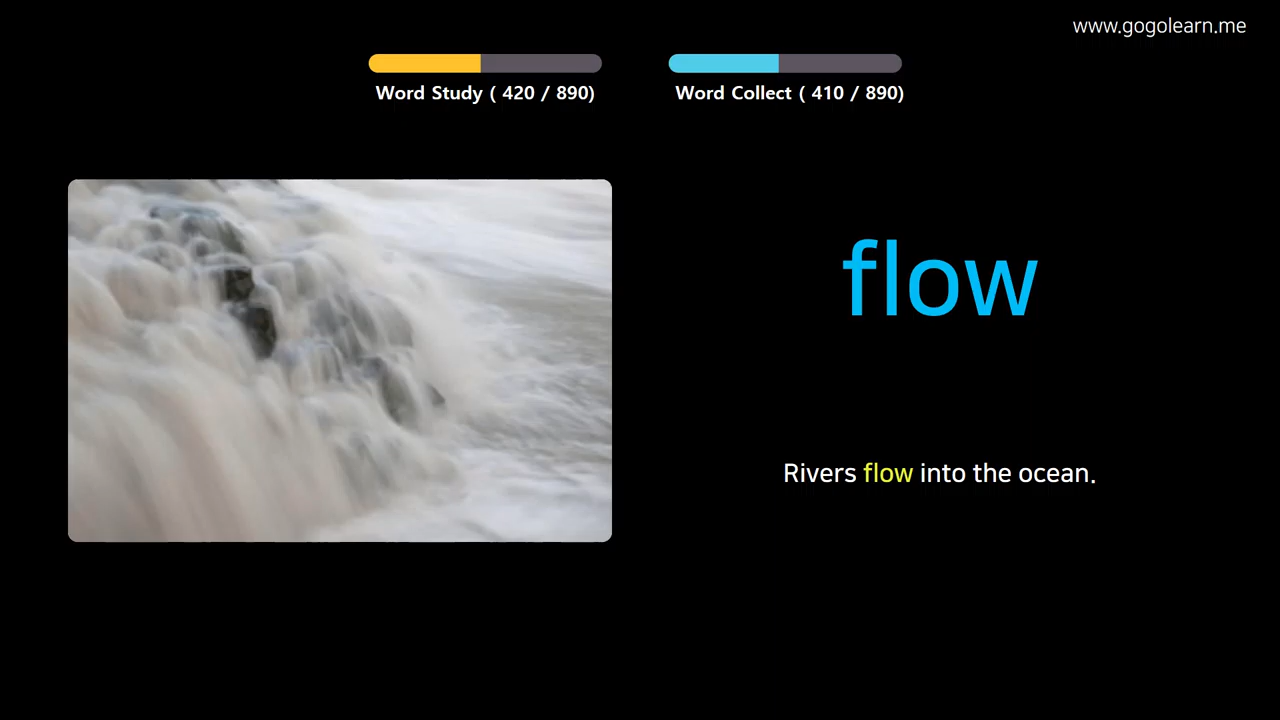 www.gogolearn.me
Word Study ( 420 / 890)
Word Collect ( 410 / 890)
flow
Rivers flow into the ocean.